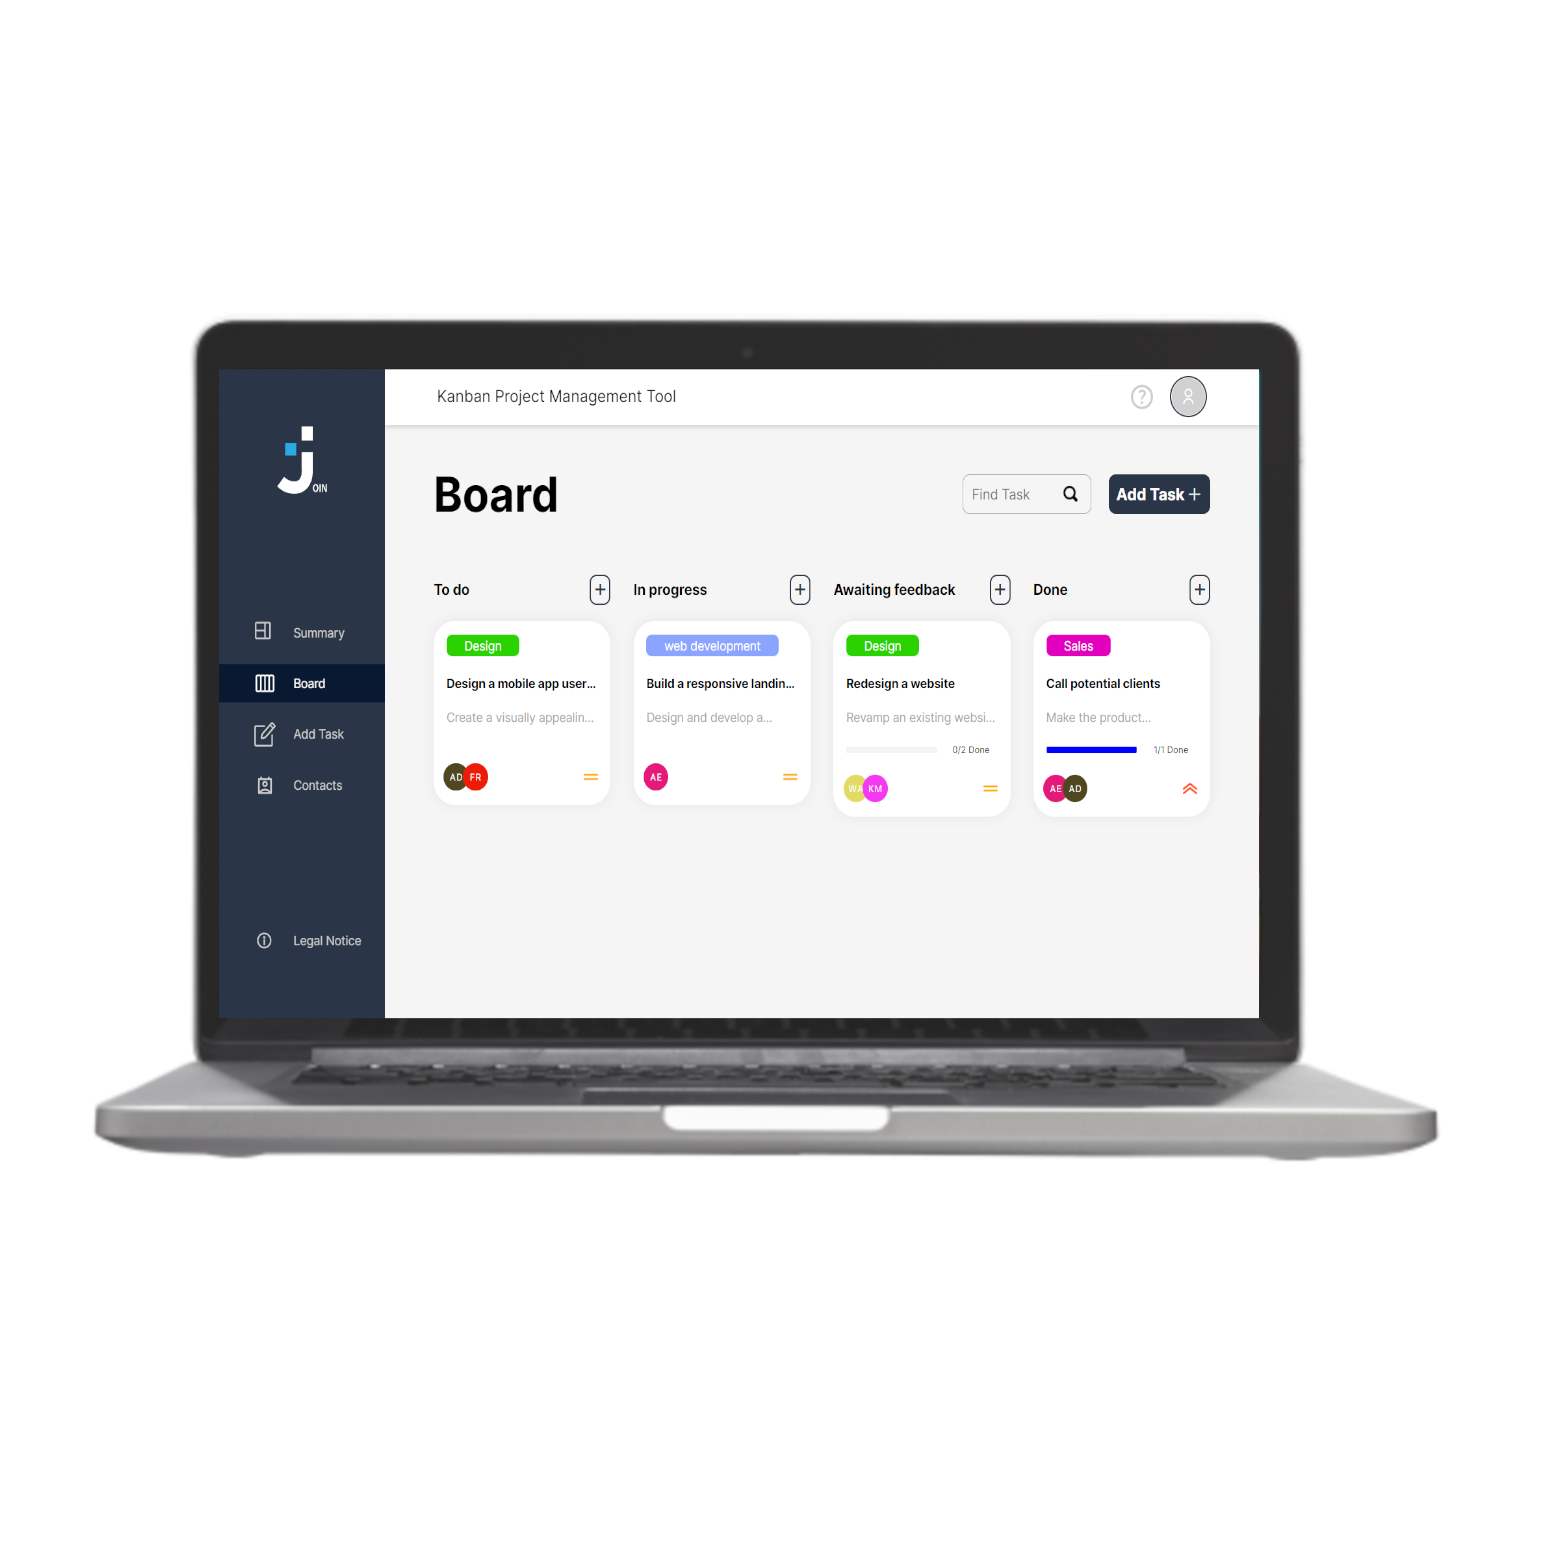 Kanban Project Management Tool
?
J
OIN
Summary
Board
Add Task
Contacts
Legal Notice
Board
Find Task
Add Task +
To do +
In progress +
Awaiting feedback +
Done +
Design
Design a mobile app user...
Create a visually appealin...
AD FR
web development
Build a responsive landin...
Design and develop a...
AE
Design
Redesign a website
Revamp an existing websi...
0/2 Done
WA KM
Sales
Call potential clients
Make the product...
1/1 Done
AE AD